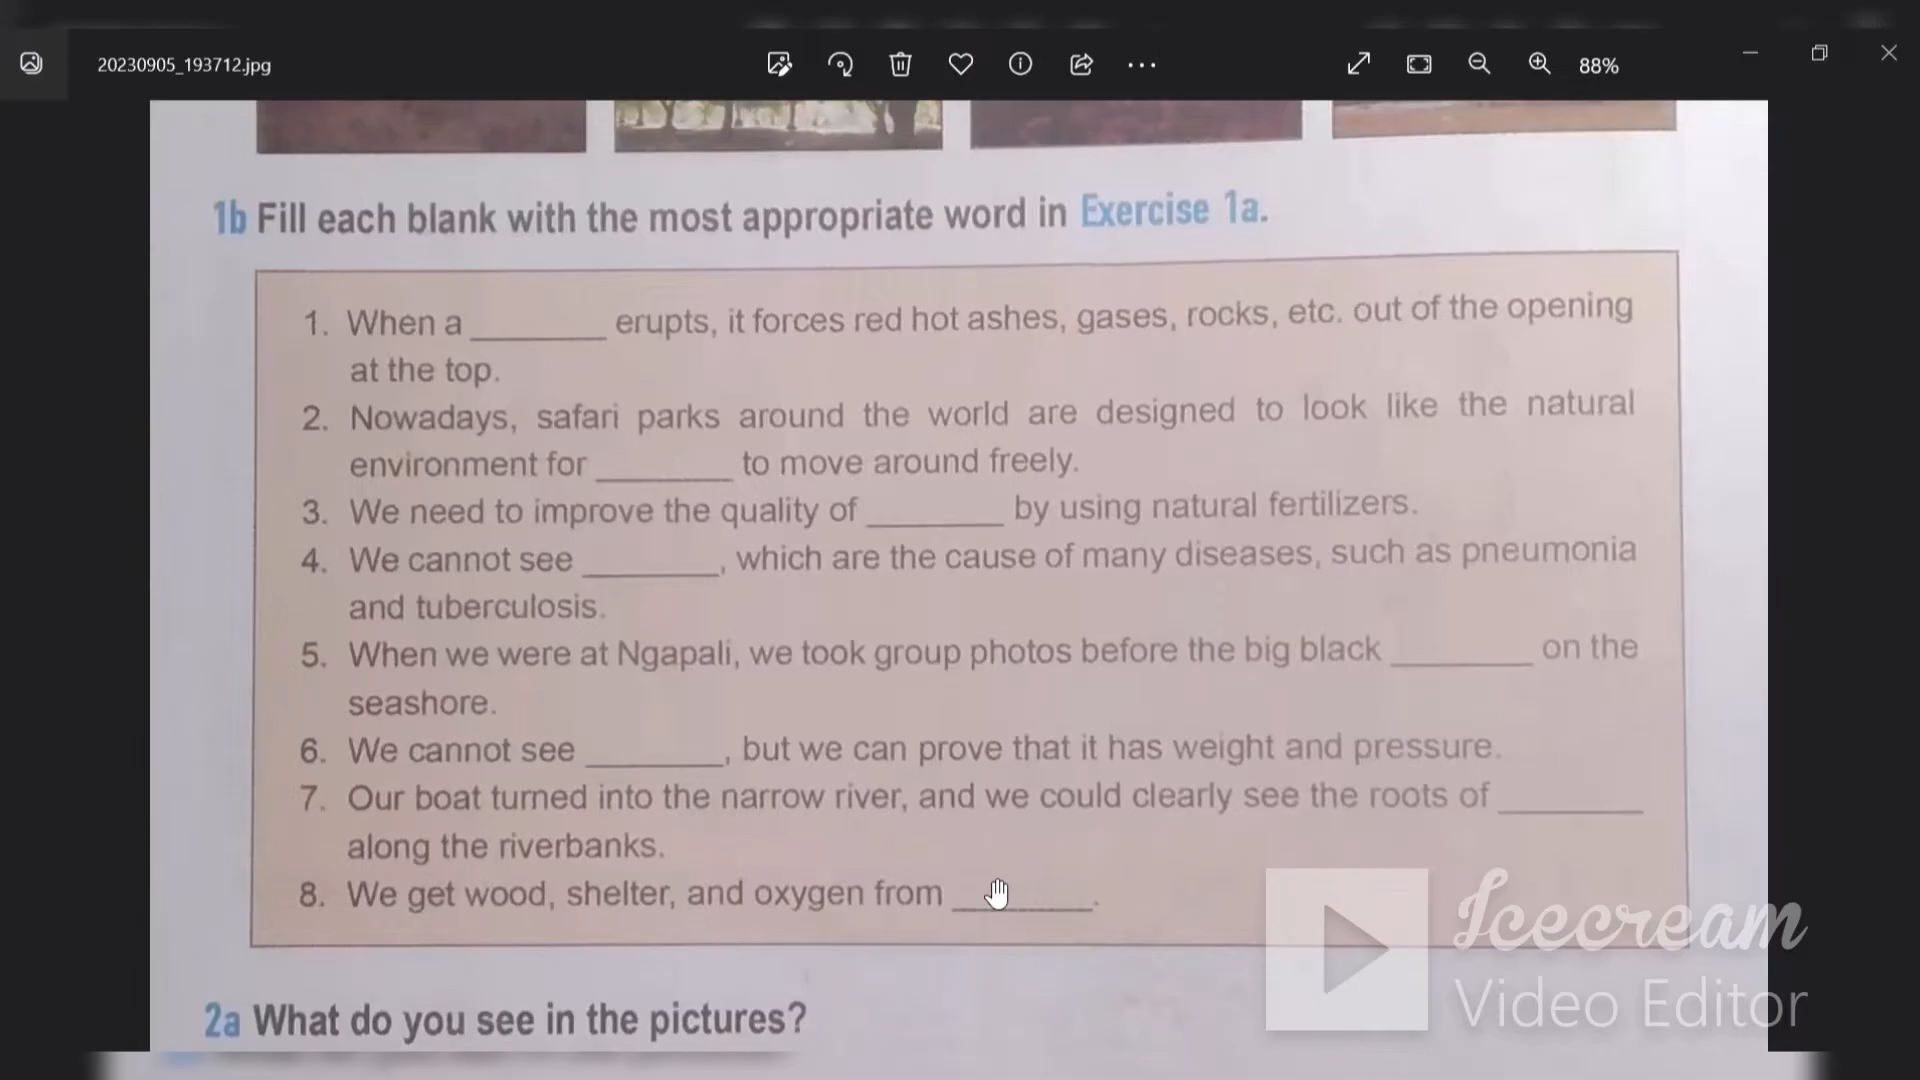 20230905_193712.jpg
88%
1b Fill each blank with the most appropriate word in Exercise 1a.
1. When a ________ erupts, it forces red hot ashes, gases, rocks, etc. out of the opening
at the top.
2. Nowadays, safari parks around the world are designed to look like the natural
environment for ________ to move around freely.
3. We need to improve the quality of ________ by using natural fertilizers.
4. We cannot see ________, which are the cause of many diseases, such as pneumonia
and tuberculosis.
5. When we were at Ngapali, we took group photos before the big black ________ on the
seashore.
6. We cannot see ________, but we can prove that it has weight and pressure.
7. Our boat turned into the narrow river, and we could clearly see the roots of ________
along the riverbanks.
8. We get wood, shelter, and oxygen from ________.
Icecream
Video Editor
2a What do you see in the pictures?